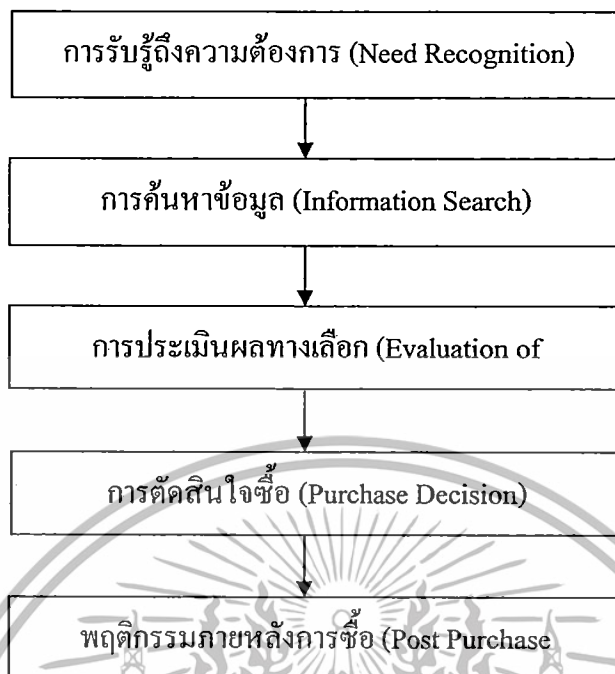 การรับรู้ถึงความต้องการ (Need Recognition)
การค้นหาข้อมูล (Information Search)
การประเมินผลทางเลือก (Evaluation of
การตัดสินใจซื้อ (Purchase Decision)
พฤติกรรมภายหลังการซื้อ (Post Purchase